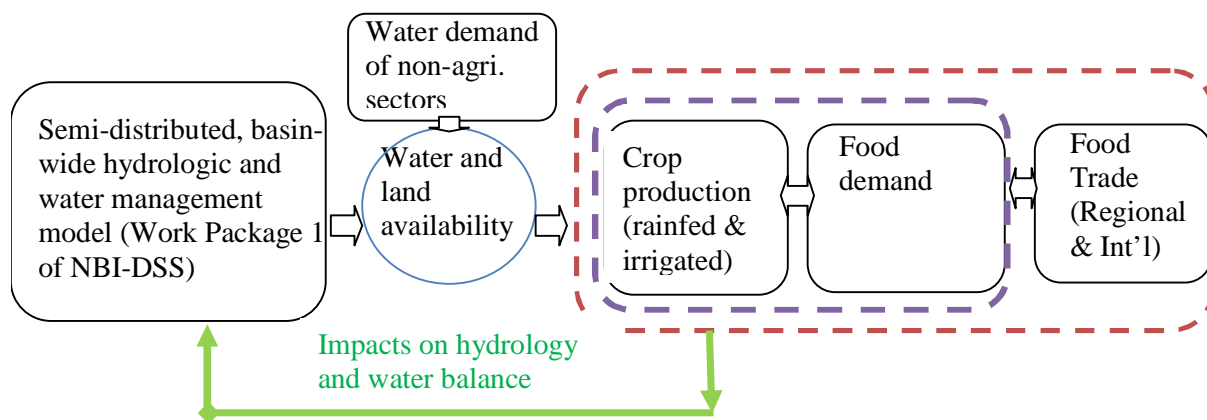 Water demand
of non-agri.
sectors
Semi-distributed, basin-
wide hydrologic and
water management
model (Work Package 1
of NBI-DSS)
Water and
land
availability
Crop
production
(rainfed &
irrigated)
Food
demand
Food
Trade
(Regional
& Int’l)
Impacts on hydrology
and water balance